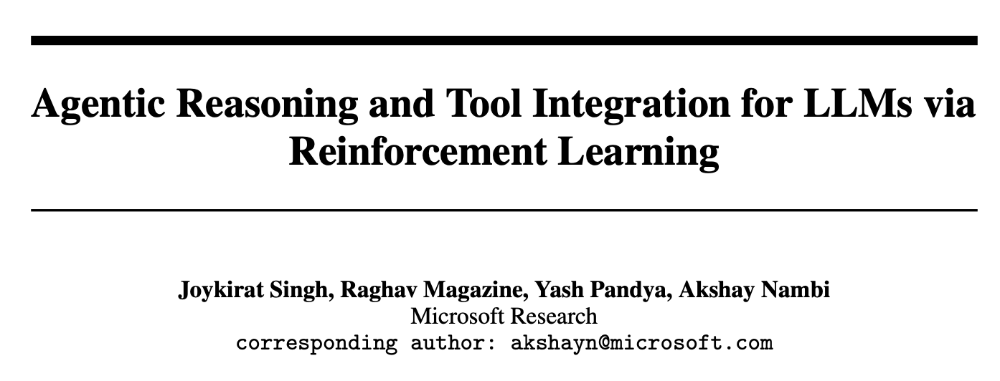 Agentic Reasoning and Tool Integration for LLMs via
Reinforcement Learning
Joykirat Singh, Raghav Magazine, Yash Pandya, Akshay Nambi
Microsoft Research
corresponding author: akshayn@microsoft.com